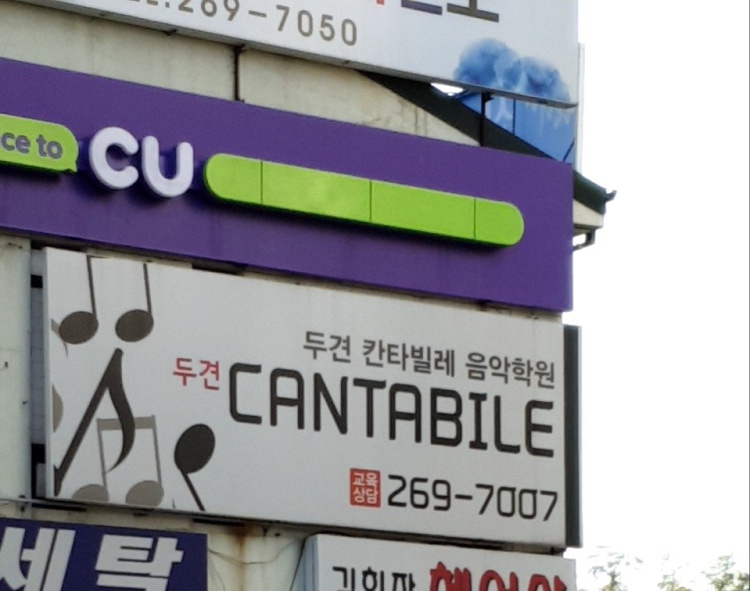 269-7050
ce to CU
두견 칸타빌레 음악학원
두견 CANTABILE
교육
상담 269-7007
세탁